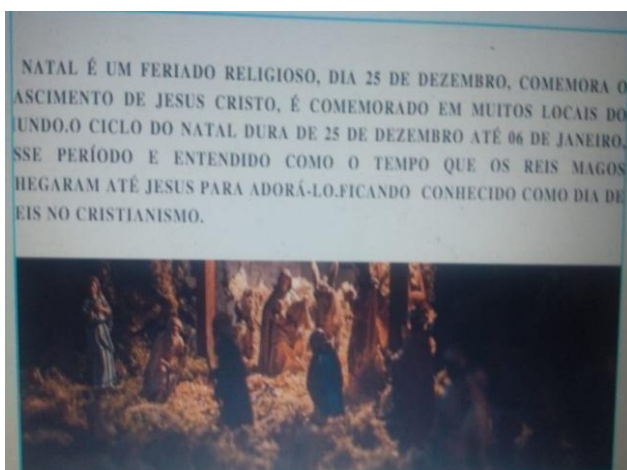 NATAL É UM FERIADO RELIGIOSO, DIA 25 DE DEZEMBRO, COMEMORA O
ASCIMENTO DE JESUS CRISTO, É COMEMORADO EM MUITOS LOCAIS DO
UNDO.O CICLO DO NATAL DURA DE 25 DE DEZEMBRO ATÉ 06 DE JANEIRO,
SSE PERÍODO E ENTENDIDO COMO O TEMPO QUE OS REIS MAGOS
HEGARAM ATÉ JESUS PARA ADORÁ-LO.FICANDO CONHECIDO COMO DIA DE
EIS NO CRISTIANISMO.